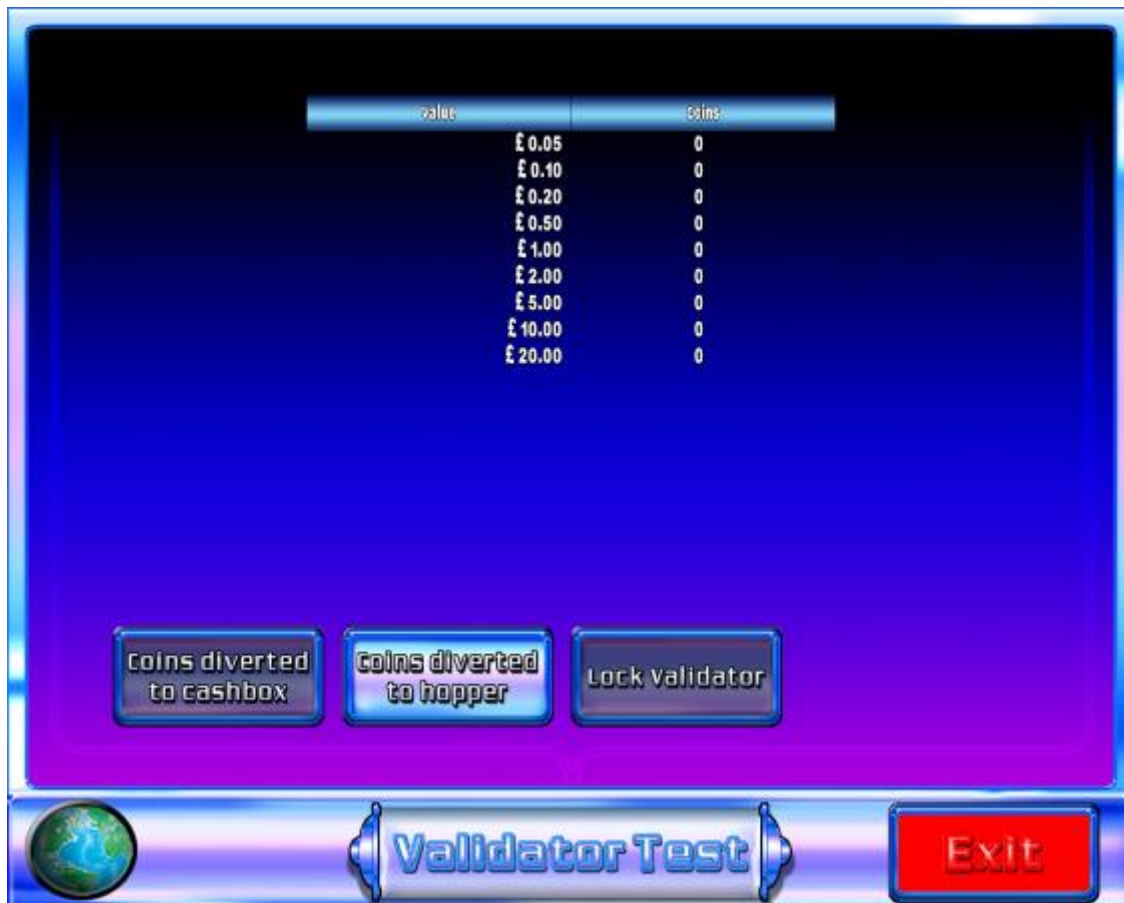 Value Coins
£ 0.05 0
£ 0.10 0
£ 0.20 0
£ 0.50 0
£ 1.00 0
£ 2.00 0
£ 5.00 0
£ 10.00 0
£ 20.00 0
Coins diverted
to cashbox
Coins diverted
to hopper
Lock Validator
Validator Test
Exit